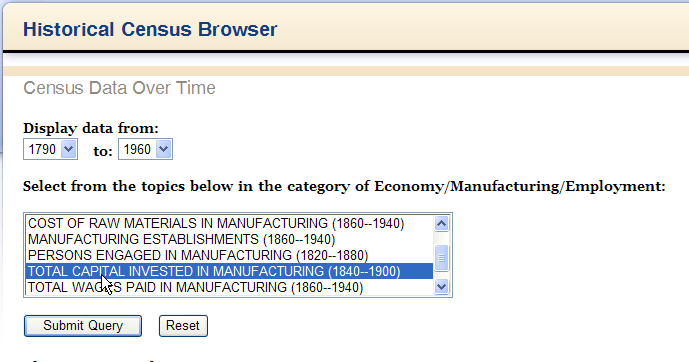 Historical Census Browser
Census Data Over Time
Display data from:
1790 to: 1960
Select from the topics below in the category of Economy/Manufacturing/Employment:
COST OF RAW MATERIALS IN MANUFACTURING (1860--1940)
MANUFACTURING ESTABLISHMENTS (1860--1940)
PERSONS ENGAGED IN MANUFACTURING (1820--1880)
TOTAL CAPITAL INVESTED IN MANUFACTURING (1840--1900)
TOTAL WAGES PAID IN MANUFACTURING (1860--1940)
Submit Query Reset